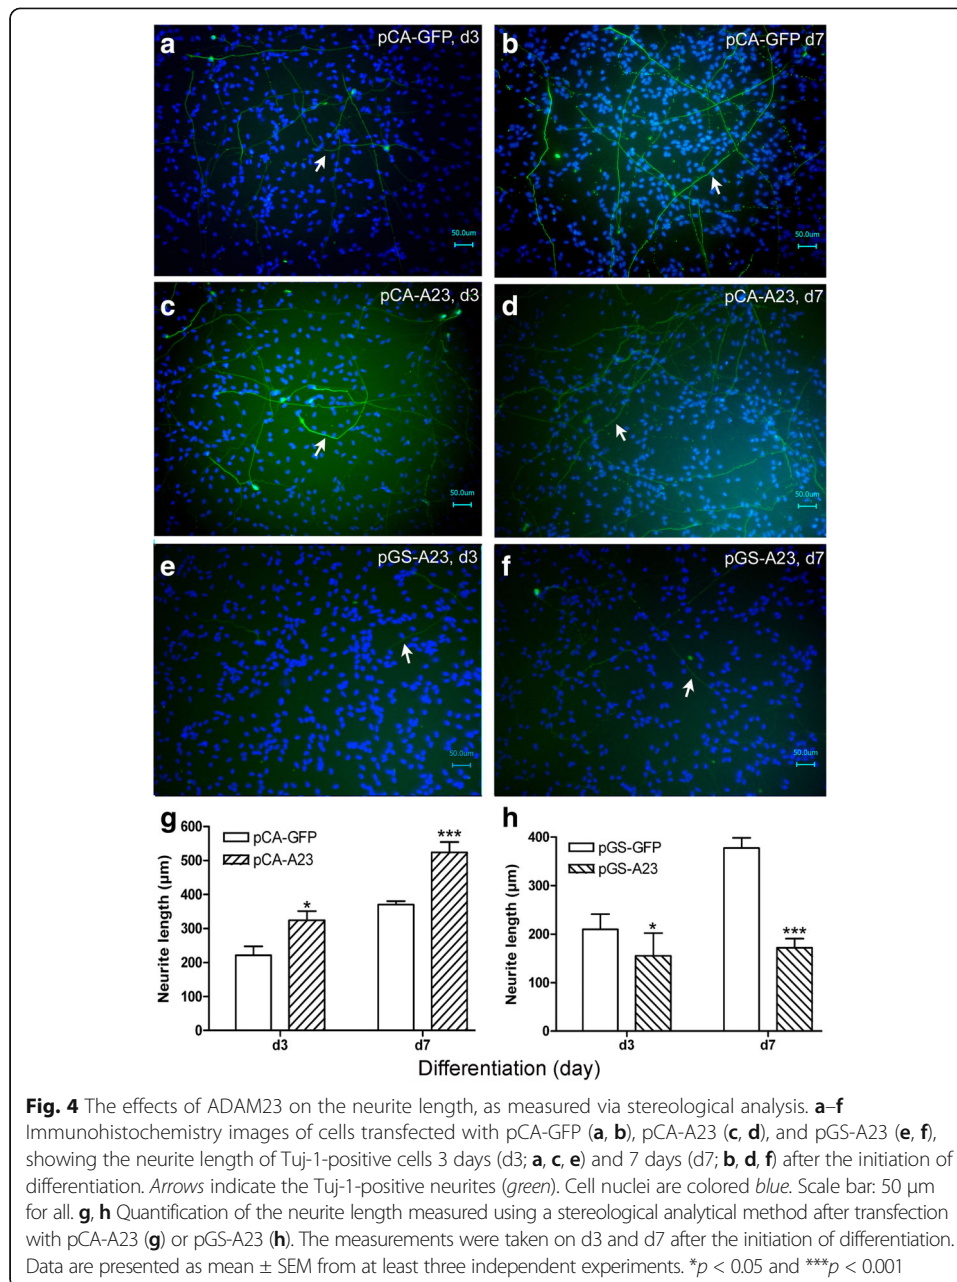 a pCA-GFP, d3
50.0um
b pCA-GFP d7
50.0um
c pCA-A23, d3
50.0um
d pCA-A23, d7
50.0um
e pGS-A23, d3
50.0um
f pGS-A23, d7
50.0um
g
pCA-GFP
pCA-A23
Neurite length (µm)
600
500
400
300
200
100
0
*
***
d3
d7
h
pGS-GFP
pGS-A23
Neurite length (µm)
400
300
200
100
0
*
***
d3
d7
Differentiation (day)
Fig. 4 The effects of ADAM23 on the neurite length, as measured via stereological analysis. a–f
Immunohistochemistry images of cells transfected with pCA-GFP (a, b), pCA-A23 (c, d), and pGS-A23 (e, f),
showing the neurite length of Tuj-1-positive cells 3 days (d3; a, c, e) and 7 days (d7; b, d, f) after the initiation of
differentiation. Arrows indicate the Tuj-1-positive neurites (green). Cell nuclei are colored blue. Scale bar: 50 µm
for all. g, h Quantification of the neurite length measured using a stereological analytical method after transfection
with pCA-A23 (g) or pGS-A23 (h). The measurements were taken on d3 and d7 after the initiation of differentiation.
Data are presented as mean ± SEM from at least three independent experiments. *p < 0.05 and ***p < 0.001